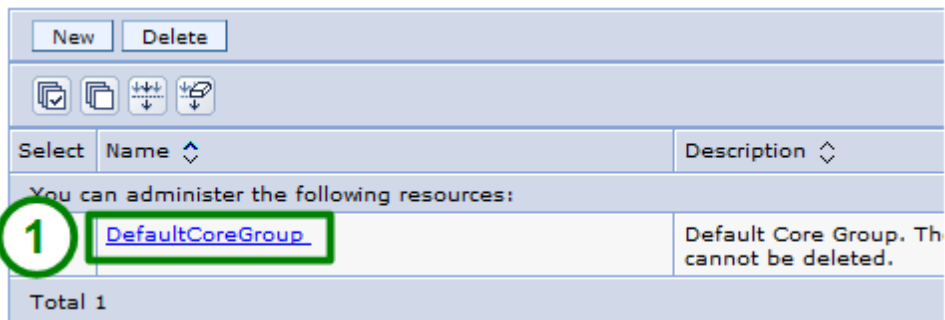 New Delete
Select Name Description
You can administer the following resources:
1 DefaultCoreGroup Default Core Group. Th
cannot be deleted.
Total 1